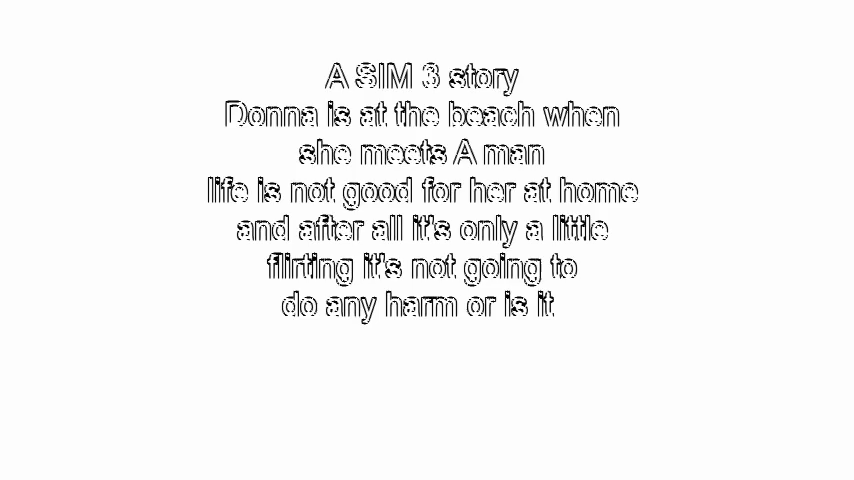 A SIM 3 story
Donna is at the beach when
she meets A man
life is not good for her at home
and after all it's only a little
flirting it's not going to
do any harm or is it